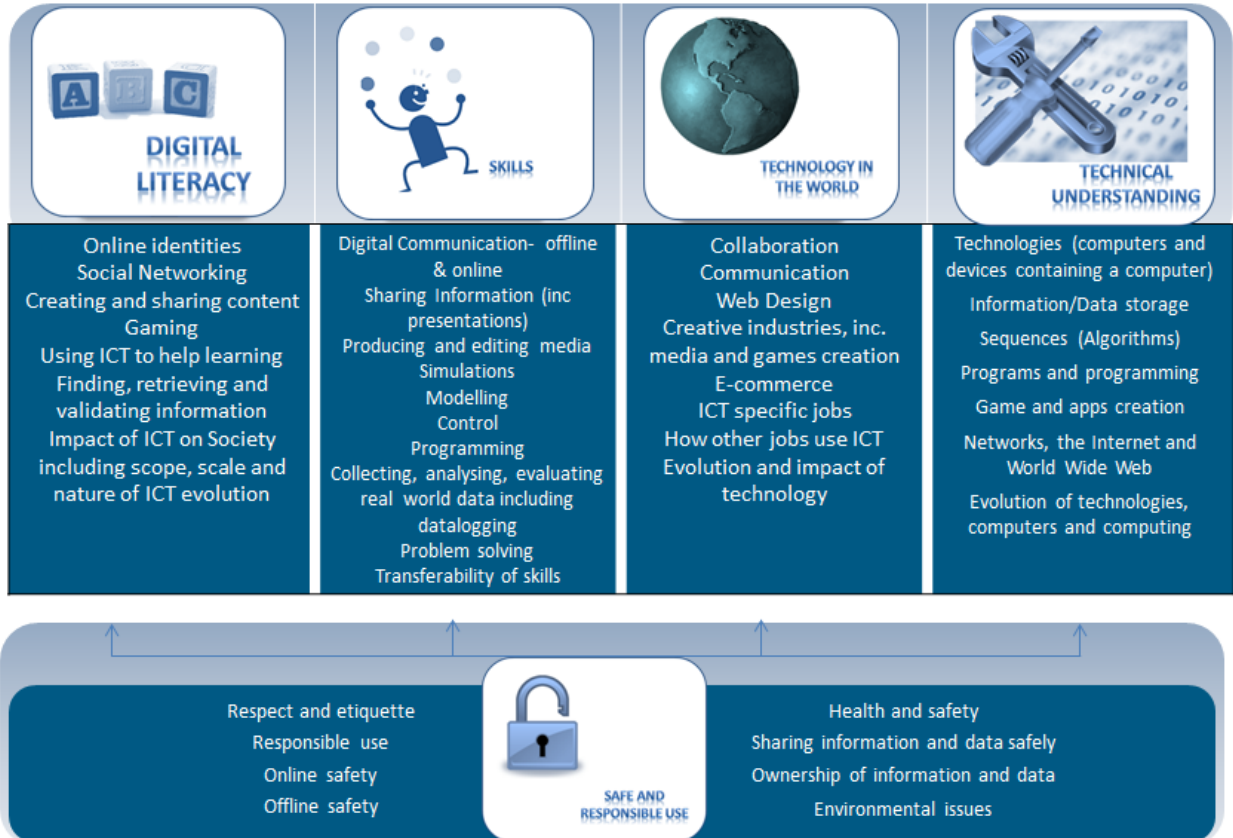 A B C
DIGITAL
LITERACY
SKILLS
TECHNOLOGY IN
THE WORLD
TECHNICAL
UNDERSTANDING
Online identities
Social Networking
Creating and sharing content
Gaming
Using ICT to help learning
Finding, retrieving and
validating information
Impact of ICT on Society
including scope, scale and
nature of ICT evolution
Digital Communication- offline
& online
Sharing Information (inc
presentations)
Producing and editing media
Simulations
Modelling
Control
Programming
Collecting, analysing, evaluating
real world data including
datalogging
Problem solving
Transferability of skills
Collaboration
Communication
Web Design
Creative industries, inc.
media and games creation
E-commerce
ICT specific jobs
How other jobs use ICT
Evolution and impact of
technology
Technologies (computers and
devices containing a computer)
Information/Data storage
Sequences (Algorithms)
Programs and programming
Game and apps creation
Networks, the Internet and
World Wide Web
Evolution of technologies,
computers and computing
Respect and etiquette
Responsible use
Online safety
Offline safety
SAFE AND
RESPONSIBLE USE
Health and safety
Sharing information and data safely
Ownership of information and data
Environmental issues